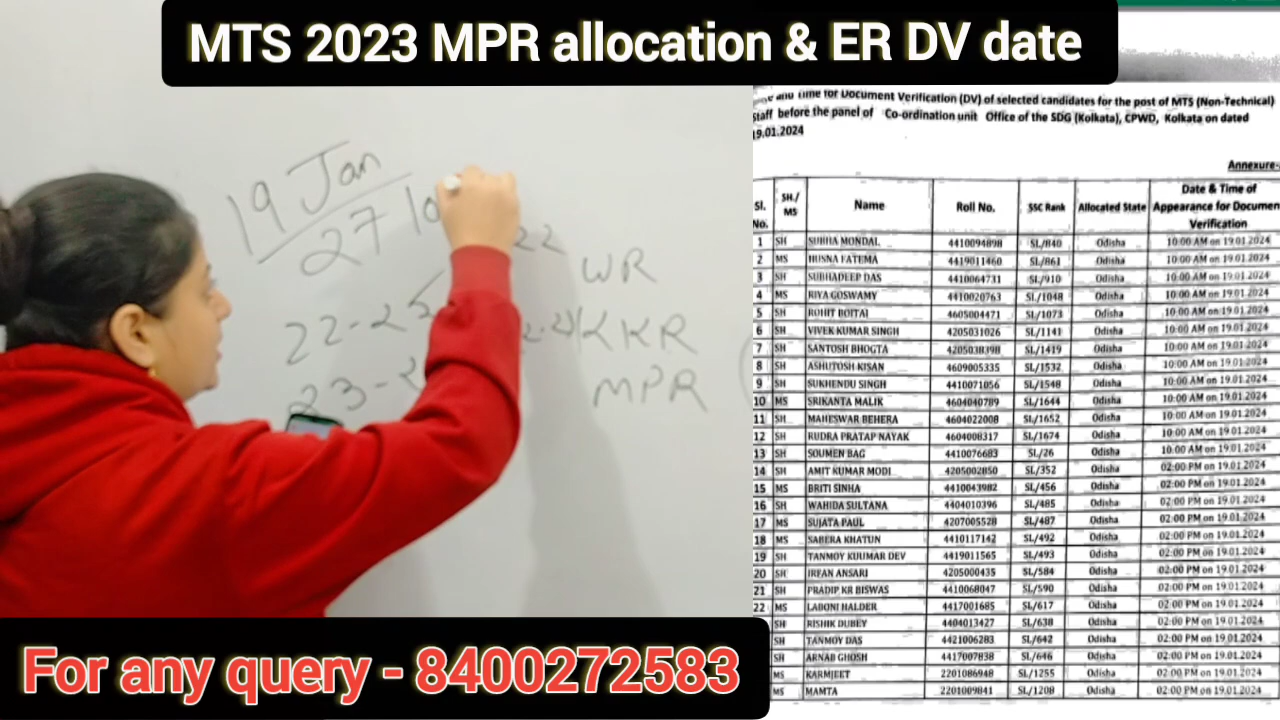 MTS 2023 MPR allocation & ER DV date
and Time for Document Verification (DV) of selected candidates for the post of MTS (Non-Technical)
Staff before the panel of Co-ordination unit Office of the SDG (Kolkata), CPWD, Kolkata on dated
19.01.2024
Annexure-
Sl. No. SH./ MS Name Roll No. SSC Rank Allocated State Date & Time of Appearance for Documen Verification
1 SH SUBHA MONDAL 4410094898 SL/840 Odisha 10:00 AM on 19.01.2024
2 MS HUSNA FATEMA 4419011460 SL/861 Odisha 10:00 AM on 19.01.2024
3 SH SUBHADEEP DAS 4410064731 SL/910 Odisha 10:00 AM on 19.01.2024
4 MS RIYA GOSWAMY 4410020763 SL/1048 Odisha 10:00 AM on 19.01.2024
5 SH ROHIT BOITAI 4605004471 SL/1073 Odisha 10:00 AM on 19.01.2024
6 SH VIVEK KUMAR SINGH 4205031026 SL/1141 Odisha 10:00 AM on 19.01.2024
7 SH SANTOSH BHOGTA 4205038398 SL/1419 Odisha 10:00 AM on 19.01.2024
8 SH ASHUTOSH KISAN 4609005335 SL/1532 Odisha 10:00 AM on 19.01.2024
9 SH SUKHENDU SINGH 4410071056 SL/1548 Odisha 10:00 AM on 19.01.2024
10 MS SRIKANTA MALIK 4604040789 SL/1644 Odisha 10:00 AM on 19.01.2024
11 SH MAHESWAR BEHERA 4604022008 SL/1652 Odisha 10:00 AM on 19.01.2024
12 SH RUDRA PRATAP NAYAK 4604008317 SL/1674 Odisha 10:00 AM on 19.01.2024
13 SH SOUMEN BAG 4410076683 SL/26 Odisha 10:00 AM on 19.01.2024
14 SH AMIT KUMAR MODI 4205002850 SL/352 Odisha 02:00 PM on 19.01.2024
15 MS BRITI SINHA 4410043982 SL/456 Odisha 02:00 PM on 19.01.2024
16 SH WAHIDA SULTANA 4404010396 SL/485 Odisha 02:00 PM on 19.01.2024
17 MS SUJATA PAUL 4207005528 SL/487 Odisha 02:00 PM on 19.01.2024
18 MS SABERA KHATUN 4410117142 SL/492 Odisha 02:00 PM on 19.01.2024
19 SH TANMOY KUUMAR DEV 4419011565 SL/493 Odisha 02:00 PM on 19.01.2024
20 SH IRFAN ANSARI 4205000435 SL/584 Odisha 02:00 PM on 19.01.2024
21 SH PRADIP KR BISWAS 4410068047 SL/590 Odisha 02:00 PM on 19.01.2024
22 MS LABONI HALDER 4417001685 SL/617 Odisha 02:00 PM on 19.01.2024
SH RISHIK DUBEY 4404013427 SL/638 Odisha 02:00 PM on 19.01.2024
SH TANMOY DAS 4421006283 SL/642 Odisha 02:00 PM on 19.01.2024
SH ARNAB GHOSH 4417007838 SL/646 Odisha 02:00 PM on 19.01.2024
MS KARMJEET 2201086948 SL/1255 Odisha 02:00 PM on 19.01.2024
MS MAMTA 2201009841 SL/1208 Odisha 02:00 PM on 19.01.2024
19 Jan
27 10
22
WR
22-25
KKR
MPR
For any query - 8400272583